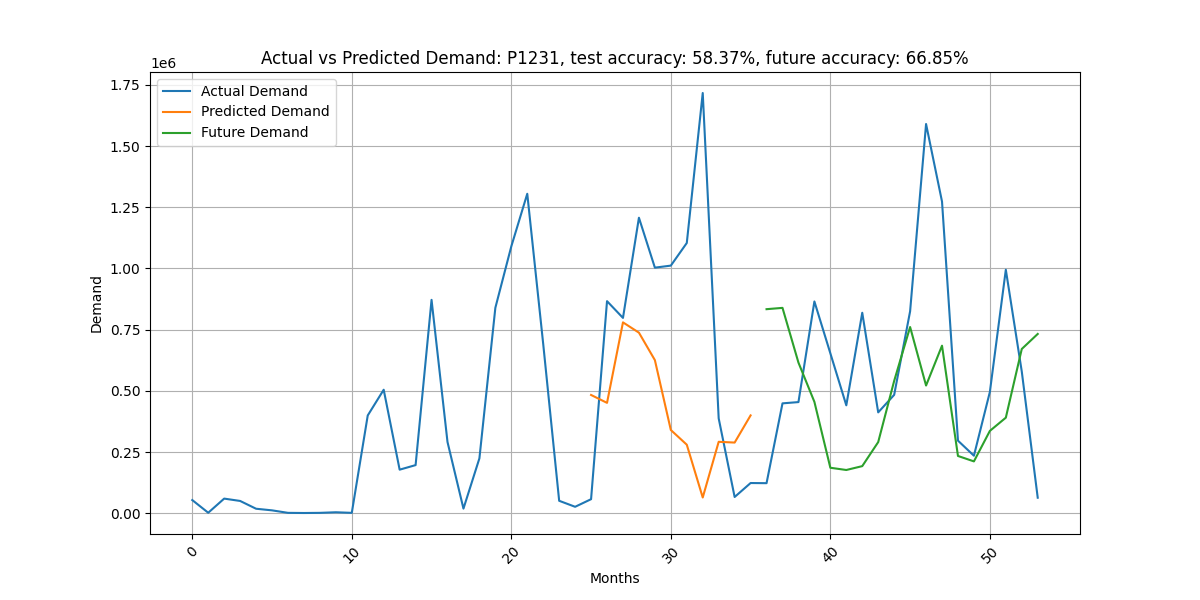 Actual vs Predicted Demand: P1231, test accuracy: 58.37%, future accuracy: 66.85%
1e6
Actual Demand
Predicted Demand
Future Demand
1.75
1.50
1.25
1.00
0.75
0.50
0.25
0.00
Demand
0 10 20 30 40 50
Months